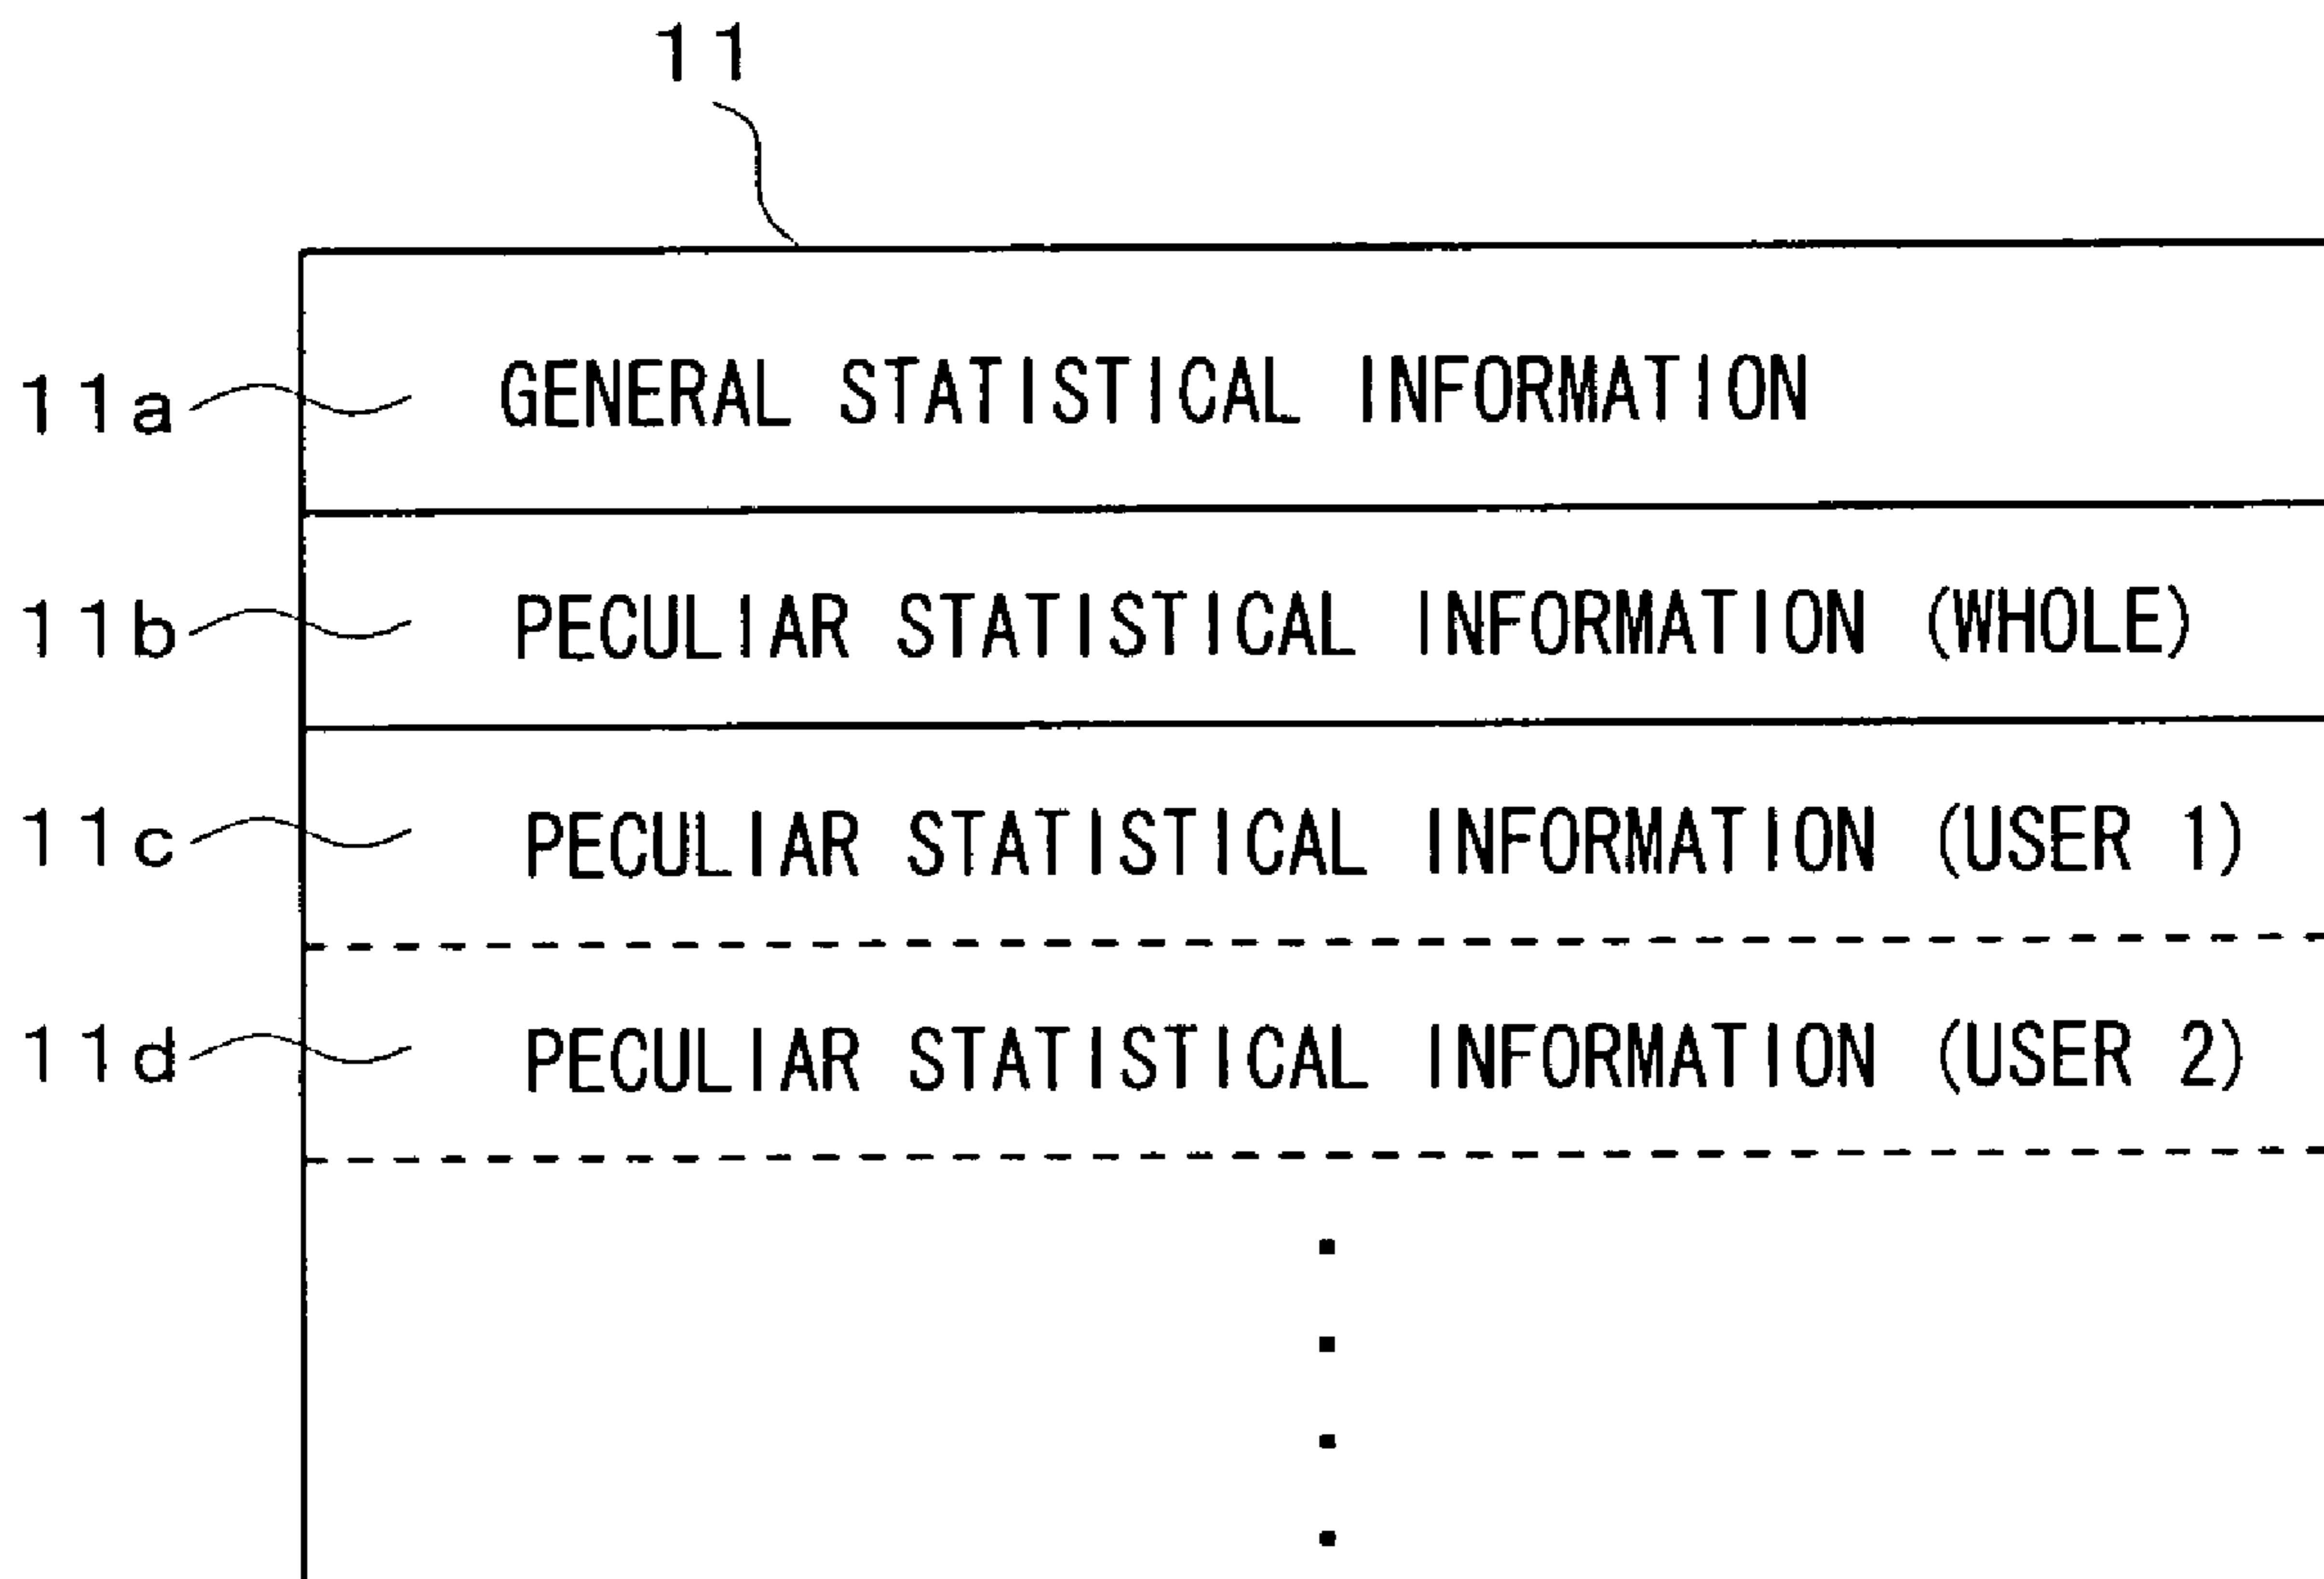 11
11a GENERAL STATISTICAL INFORMATION
11b PECULIAR STATISTICAL INFORMATION (WHOLE)
11c PECULIAR STATISTICAL INFORMATION (USER 1)
11d PECULIAR STATISTICAL INFORMATION (USER 2)